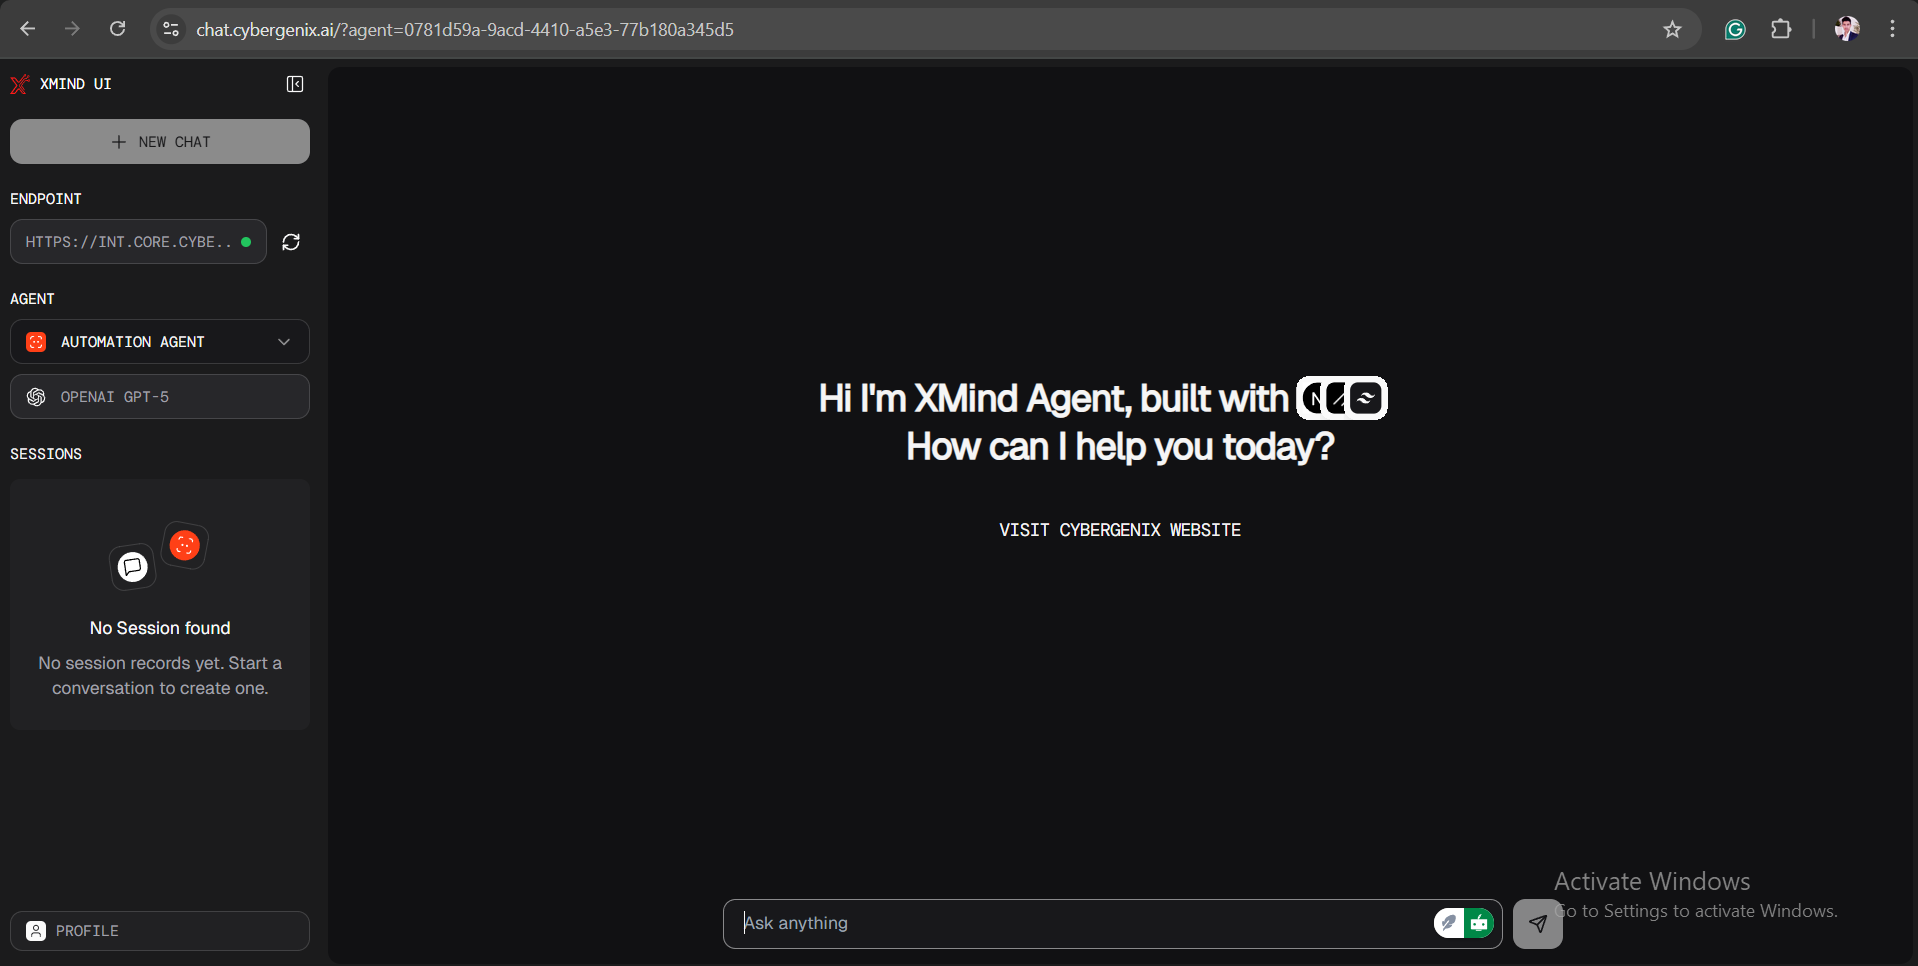 chat.cybergenix.ai/?agent=0781d59a-9acd-4410-a5e3-77b180a345d5
XMIND UI
NEW CHAT
ENDPOINT
HTTPS://INT.CORE.CYBE..
AGENT
AUTOMATION AGENT
OPENAI GPT-5
SESSIONS
No Session found
No session records yet. Start a
conversation to create one.
PROFILE
Hi I'm XMind Agent, built with
How can I help you today?
VISIT CYBERGENIX WEBSITE
Ask anything
Activate Windows
Go to Settings to activate Windows.